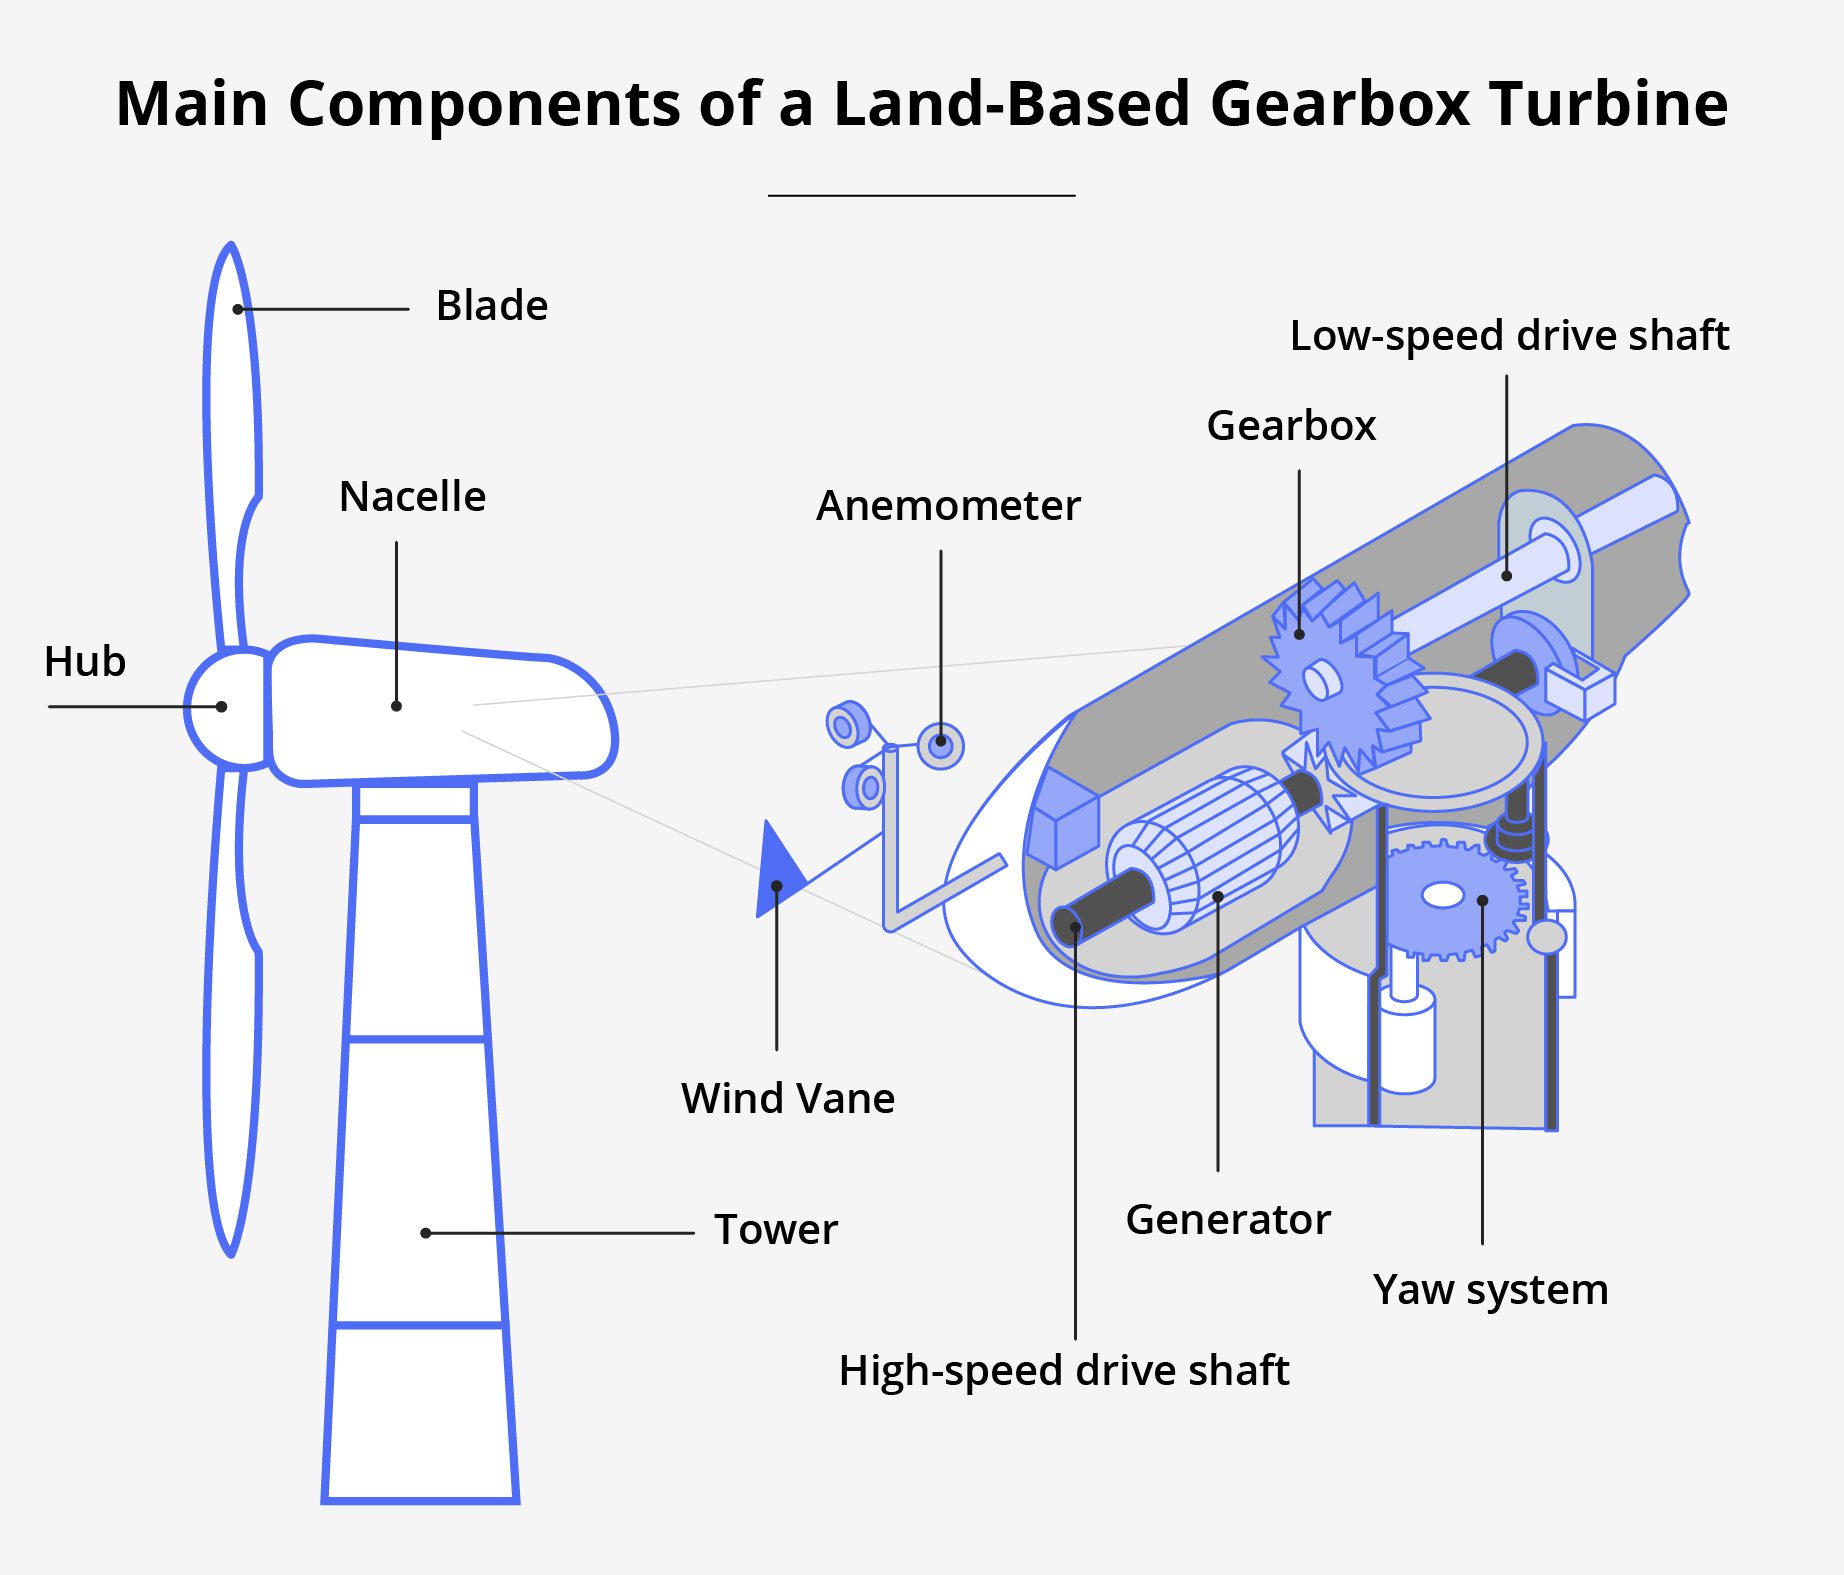 Main Components of a Land-Based Gearbox Turbine
Blade
Low-speed drive shaft
Gearbox
Nacelle
Anemometer
Hub
Wind Vane
Tower
Generator
Yaw system
High-speed drive shaft